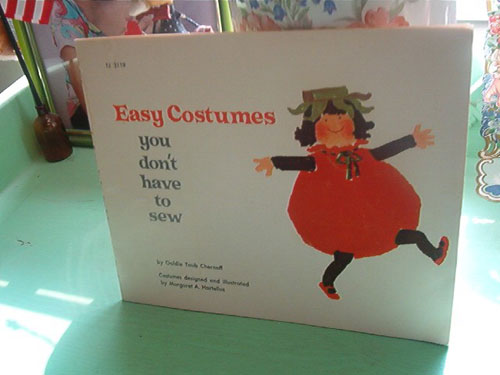 Easy Costumes
you
don't
have
to
sew
by Goldie Taub Chernoff
Costumes designed and illustrated
by Margaret A. Hartelius